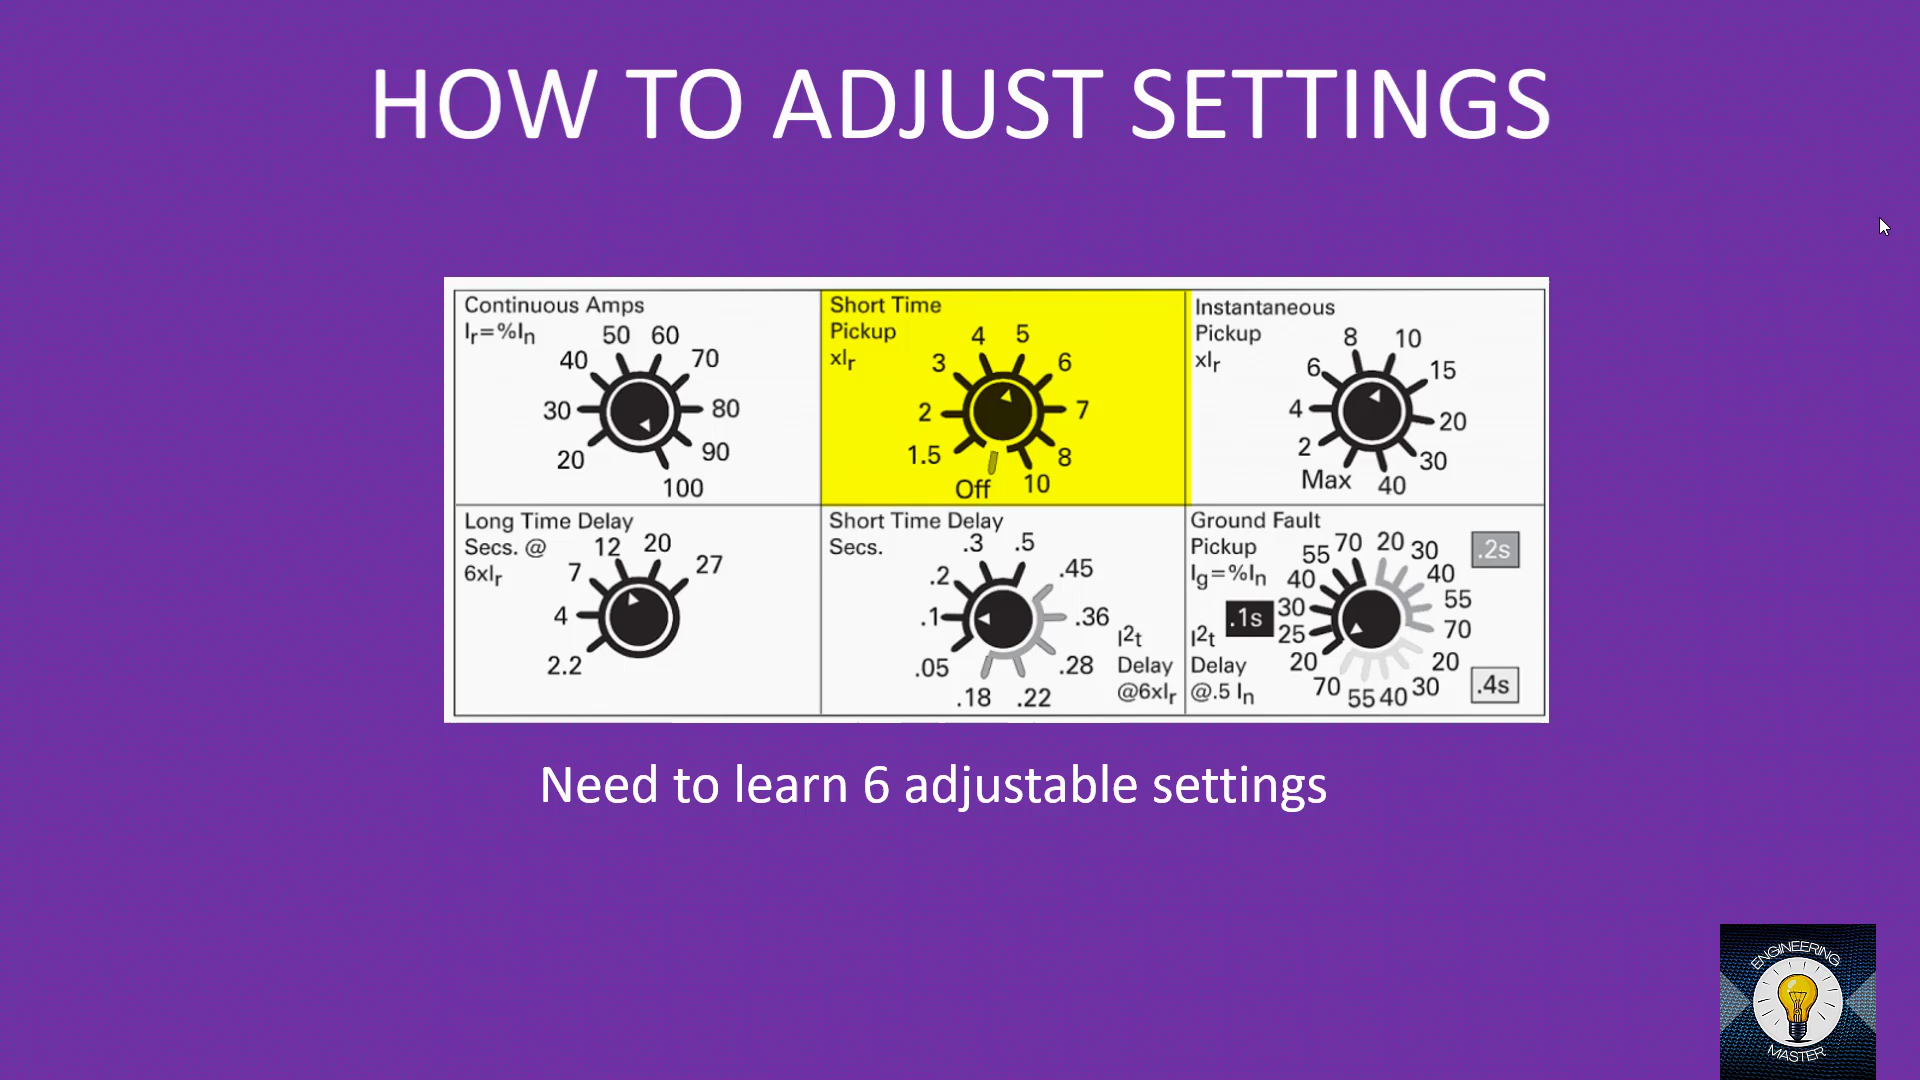 HOW TO ADJUST SETTINGS
Continuous Amps
Ir=%In
20
30
40
50
60
70
80
90
100
Short Time
Pickup
xIr
1.5
2
3
4
5
6
7
8
10
Off
Instantaneous
Pickup
xIr
2
4
6
8
10
15
20
30
40
Max
Long Time Delay
Secs. @
6xIr
2.2
4
7
12
20
27
Short Time Delay
Secs.
.05
.1
.2
.3
.5
.45
.36
.28
.22
.18
I²t
Delay
@6xIr
Ground Fault
Pickup
Ig=%In
.1s
I²t
Delay
@.5 In
20
25
30
40
55
70
20
30
40
55
70
.2s
20
30
40
55
70
.4s
Need to learn 6 adjustable settings
ENGINEERING
MASTER